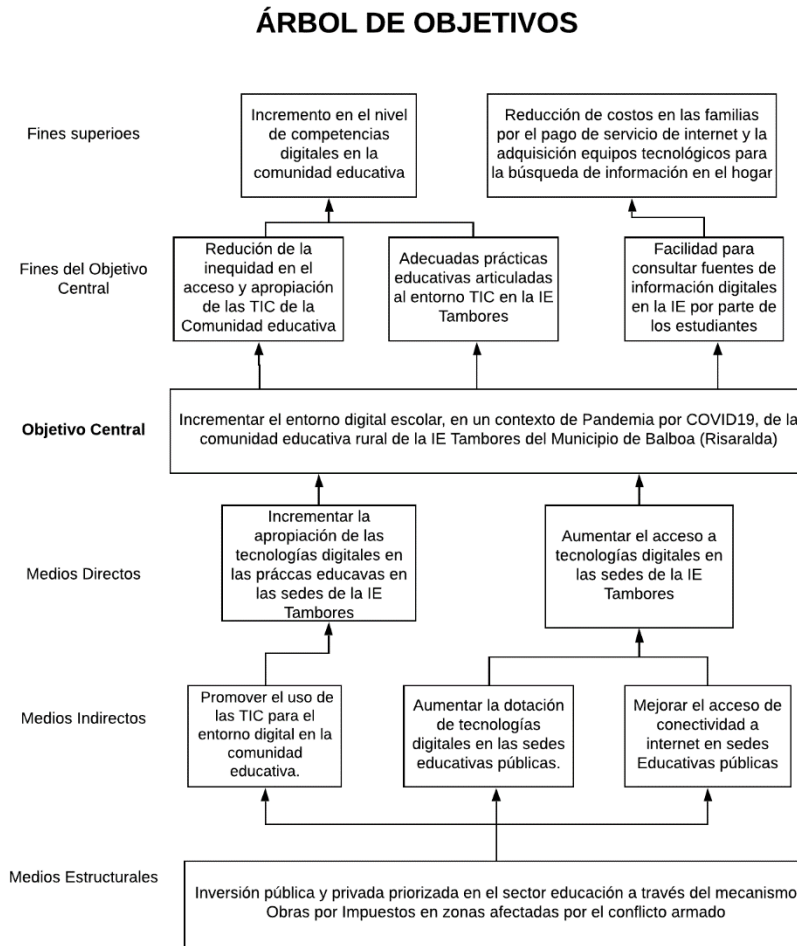 ÁRBOL DE OBJETIVOS
Fines superioes
Incremento en el nivel
de competencias
digitales en la
comunidad educativa
Reducción de costos en las familias
por el pago de servicio de internet y la
adquisición equipos tecnológicos para
la búsqueda de información en el hogar
Fines del Objetivo
Central
Redución de la
inequidad en el
acceso y apropiación
de las TIC de la
Comunidad educativa
Adecuadas prácticas
educativas articuladas
al entorno TIC en la IE
Tambores
Facilidad para
consultar fuentes de
información digitales
en la IE por parte de
los estudiantes
Objetivo Central
Incrementar el entorno digital escolar, en un contexto de Pandemia por COVID19, de la
comunidad educativa rural de la IE Tambores del Municipio de Balboa (Risaralda)
Medios Directos
Incrementar la
apropiación de las
tecnologías digitales en
las práccas educavas en
las sedes de la IE
Tambores
Aumentar el acceso a
tecnologías digitales en
las sedes de la IE
Tambores
Medios Indirectos
Promover el uso de
las TIC para el
entorno digital en la
comunidad
educativa.
Aumentar la dotación
de tecnologías
digitales en las sedes
educativas públicas.
Mejorar el acceso de
conectividad a
internet en sedes
Educativas públicas
Medios Estructurales
Inversión pública y privada priorizada en el sector educación a través del mecanismo
Obras por Impuestos en zonas afectadas por el conflicto armado